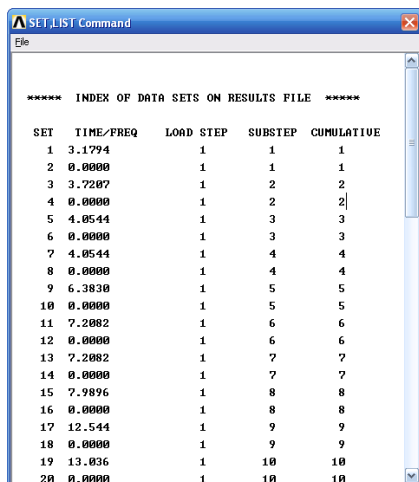 SET,LIST Command
File
***** INDEX OF DATA SETS ON RESULTS FILE *****
SET TIME/FREQ LOAD STEP SUBSTEP CUMULATIVE
1 3.1794 1 1 1
2 0.0000 1 1 1
3 3.7207 1 2 2
4 0.0000 1 2 2
5 4.0544 1 3 3
6 0.0000 1 3 3
7 4.0544 1 4 4
8 0.0000 1 4 4
9 6.3830 1 5 5
10 0.0000 1 5 5
11 7.2082 1 6 6
12 0.0000 1 6 6
13 7.2082 1 7 7
14 0.0000 1 7 7
15 7.9896 1 8 8
16 0.0000 1 8 8
17 12.544 1 9 9
18 0.0000 1 9 9
19 13.036 1 10 10
20 0.0000 1 10 10